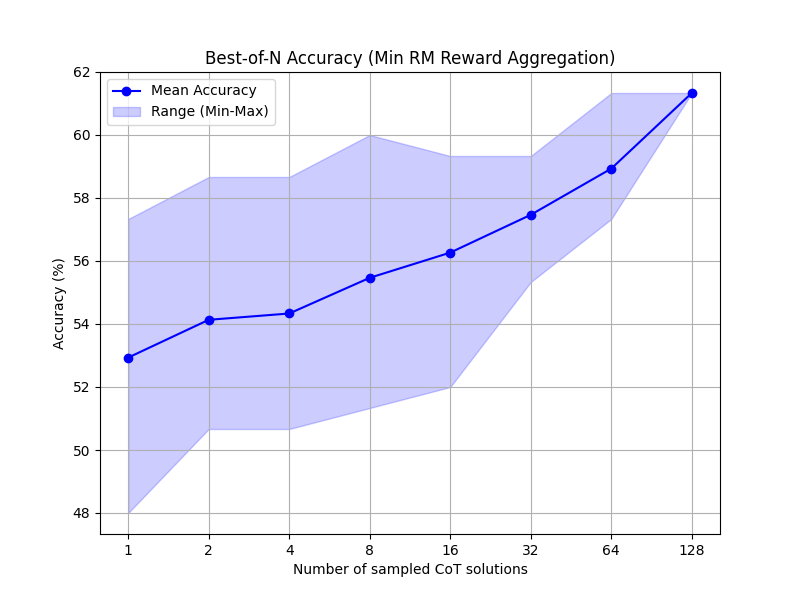 Best-of-N Accuracy (Min RM Reward Aggregation)
Mean Accuracy
Range (Min-Max)
Accuracy (%)
62
60
58
56
54
52
50
48
1 2 4 8 16 32 64 128
Number of sampled CoT solutions